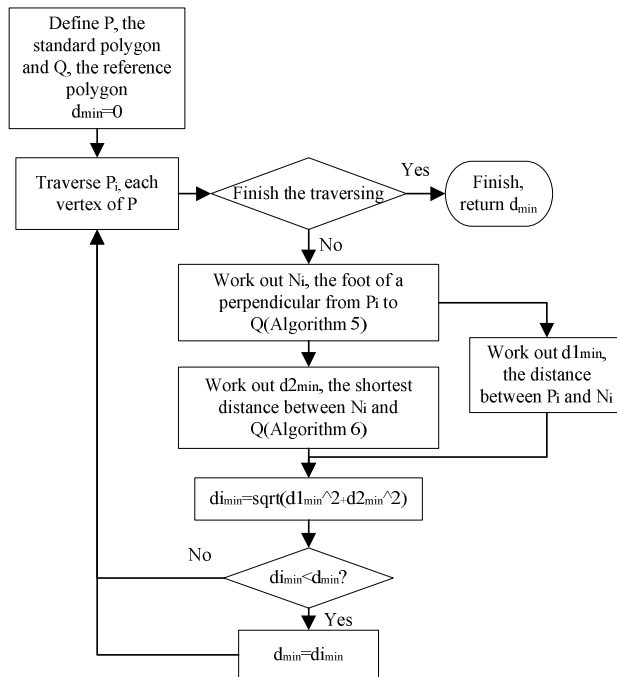 Define P, the
standard polygon
and Q, the reference
polygon
dmin=0
Traverse Pi, each
vertex of P
Finish the traversing
Yes
Finish,
return dmin
No
Work out Ni, the foot of a
perpendicular from Pi to
Q(Algorithm 5)
Work out d1min,
the distance
between Pi and Ni
Work out d2min, the shortest
distance between Ni and
Q(Algorithm 6)
dimin=sqrt(d1min^2+d2min^2)
No
dimin<dmin?
Yes
dmin=dimin